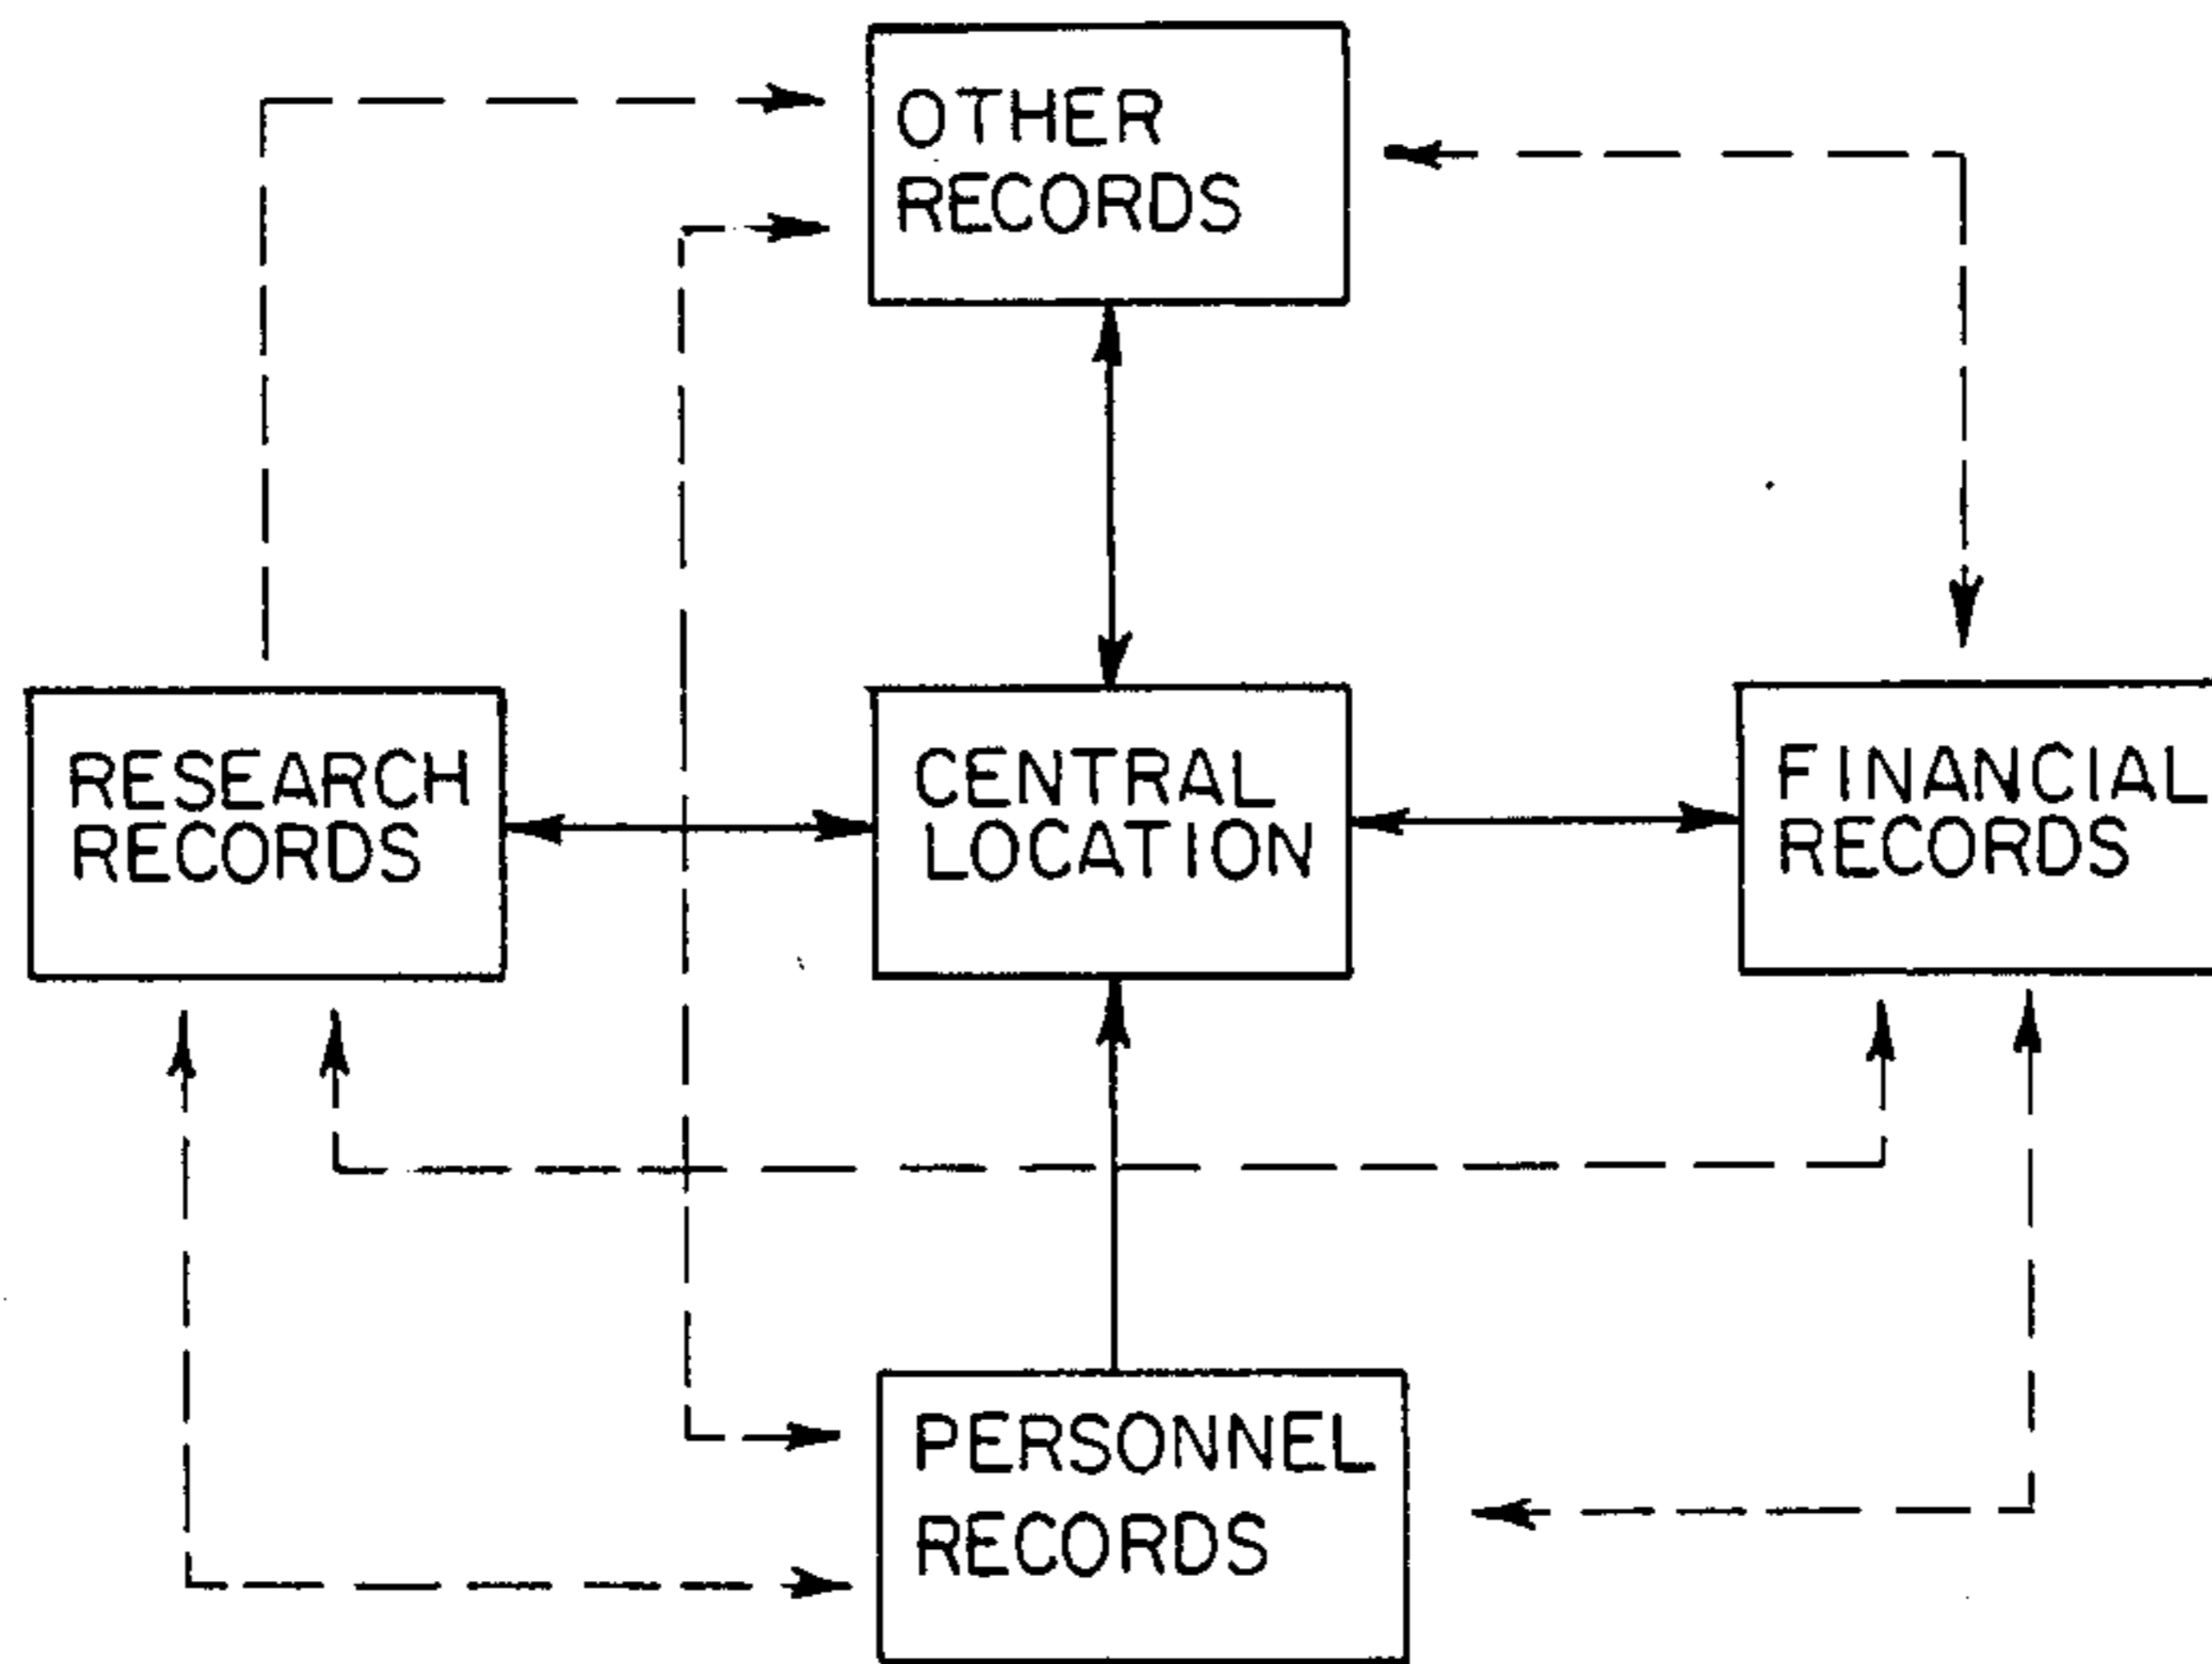 OTHER
RECORDS
RESEARCH
RECORDS
CENTRAL
LOCATION
FINANCIAL
RECORDS
PERSONNEL
RECORDS